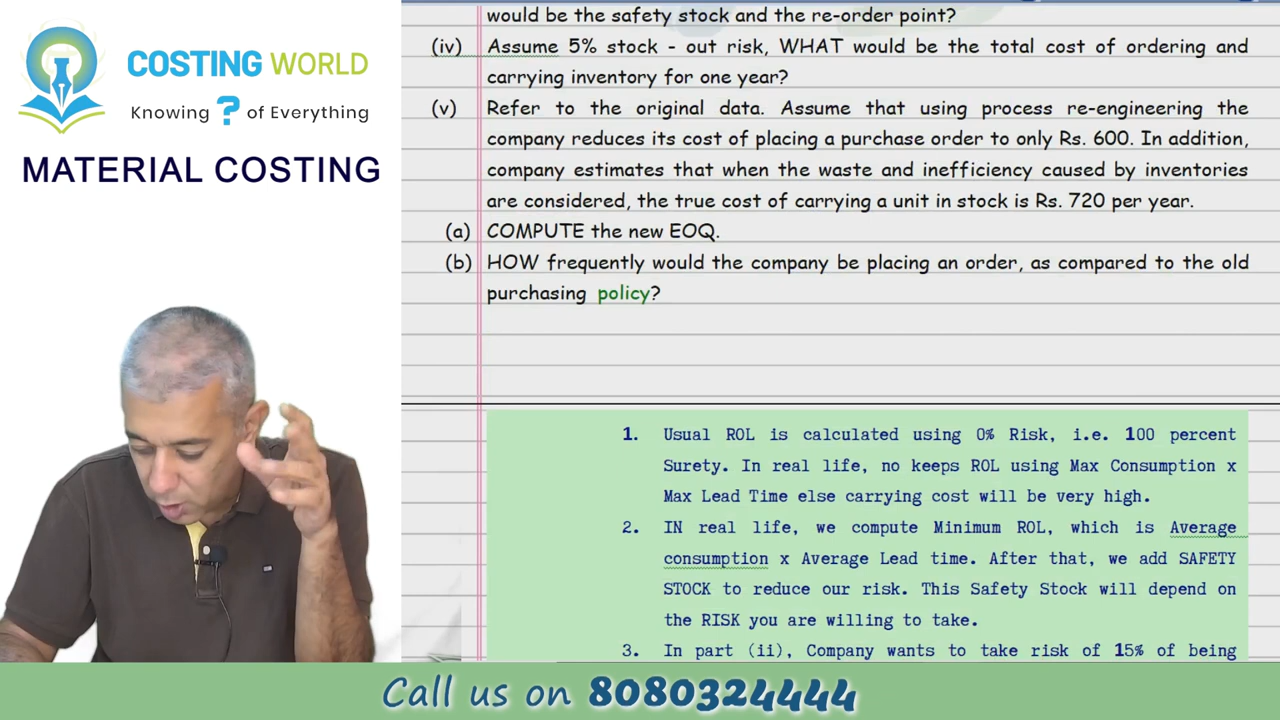 COSTING WORLD
Knowing ? of Everything
MATERIAL COSTING
would be the safety stock and the re-order point?
(iv) Assume 5% stock - out risk, WHAT would be the total cost of ordering and
carrying inventory for one year?
(v) Refer to the original data. Assume that using process re-engineering the
company reduces its cost of placing a purchase order to only Rs. 600. In addition,
company estimates that when the waste and inefficiency caused by inventories
are considered, the true cost of carrying a unit in stock is Rs. 720 per year.
(a) COMPUTE the new EOQ.
(b) HOW frequently would the company be placing an order, as compared to the old
purchasing policy?
1. Usual ROL is calculated using 0% Risk, i.e. 100 percent
Surety. In real life, no keeps ROL using Max Consumption x
Max Lead Time else carrying cost will be very high.
2. IN real life, we compute Minimum ROL, which is Average
consumption x Average Lead time. After that, we add SAFETY
STOCK to reduce our risk. This Safety Stock will depend on
the RISK you are willing to take.
3. In part (ii), Company wants to take risk of 15% of being
Call us on 8080324444